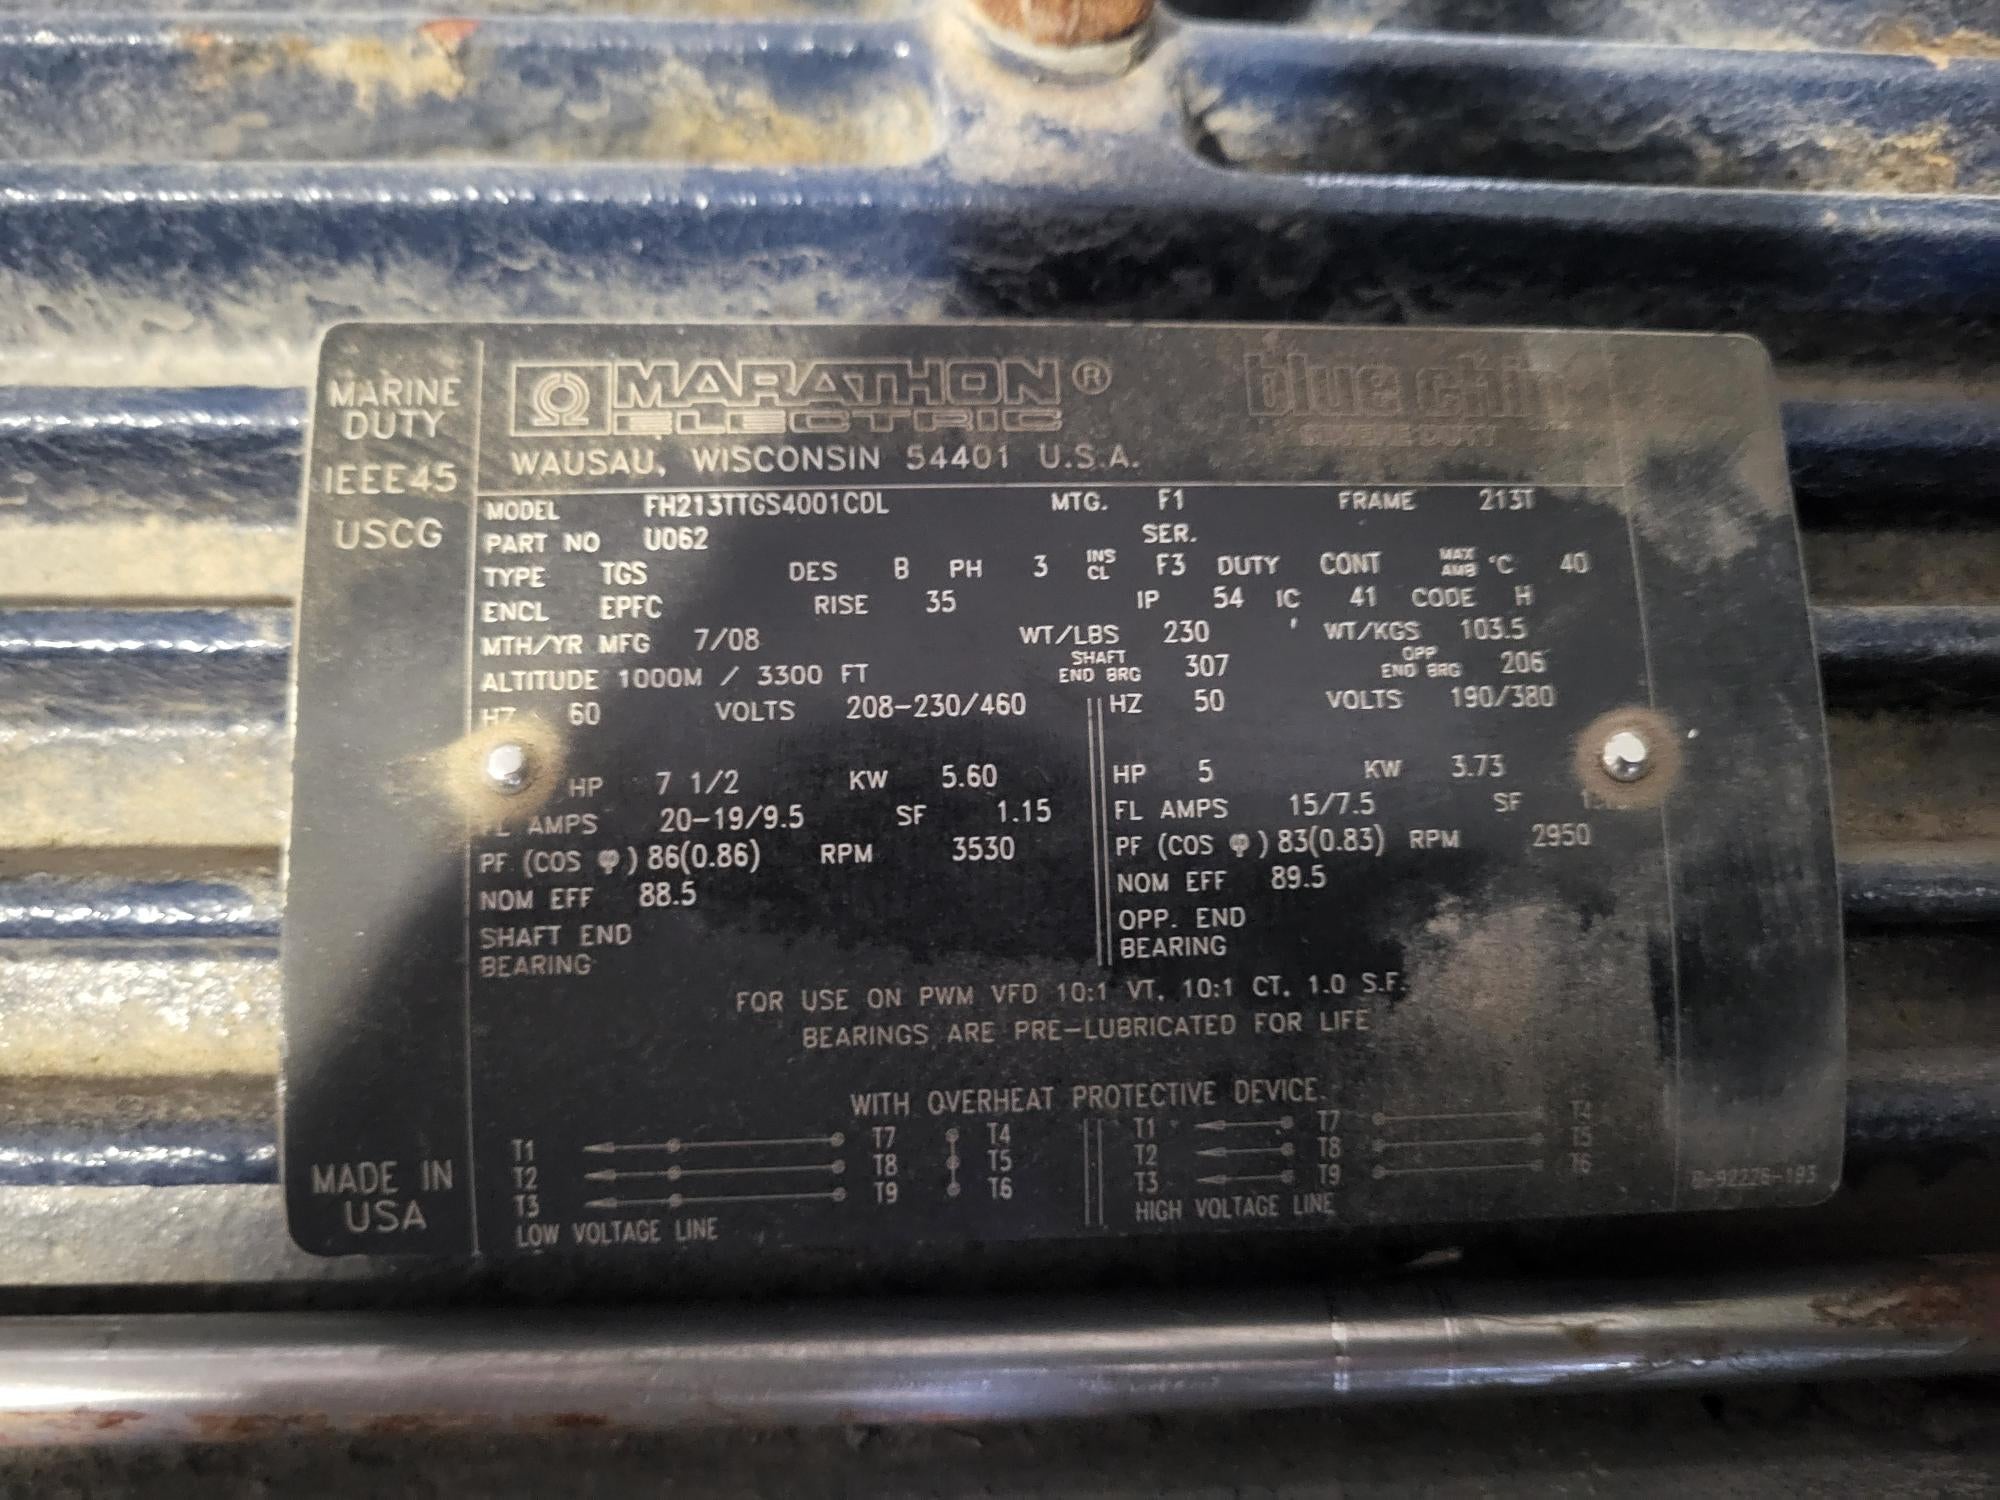 MARINE
DUTY
IEEE45
USCG
MARATHON ®
ELECTRIC
blue chip
SEVERE DUTY
WAUSAU, WISCONSIN 54401 U.S.A.
MODEL FH213TTGS4001CDL MTG. F1 FRAME 213T
PART NO U062 SER.
TYPE TGS DES B PH 3 INS CL F3 DUTY CONT MAX AMB °C 40
ENCL EPFC RISE 35 IP 54 IC 41 CODE H
MTH/YR MFG 7/08 WT/LBS 230 WT/KGS 103.5
ALTITUDE 1000M / 3300 FT SHAFT END BRG 307 OPP END BRG 206
HZ 60 VOLTS 208-230/460 HZ 50 VOLTS 190/380
HP 7 1/2 KW 5.60 HP 5 KW 3.73
FL AMPS 20-19/9.5 SF 1.15 FL AMPS 15/7.5 SF
PF (COS φ) 86(0.86) RPM 3530 PF (COS φ) 83(0.83) RPM 2950
NOM EFF 88.5 NOM EFF 89.5
SHAFT END OPP. END
BEARING BEARING
FOR USE ON PWM VFD 10:1 VT, 10:1 CT, 1.0 S.F.
BEARINGS ARE PRE-LUBRICATED FOR LIFE
WITH OVERHEAT PROTECTIVE DEVICE.
T1 T7 T4 T1 T7 T4
T2 T8 T5 T2 T8 T5
T3 T9 T6 T3 T9 T6
LOW VOLTAGE LINE HIGH VOLTAGE LINE
MADE IN
USA